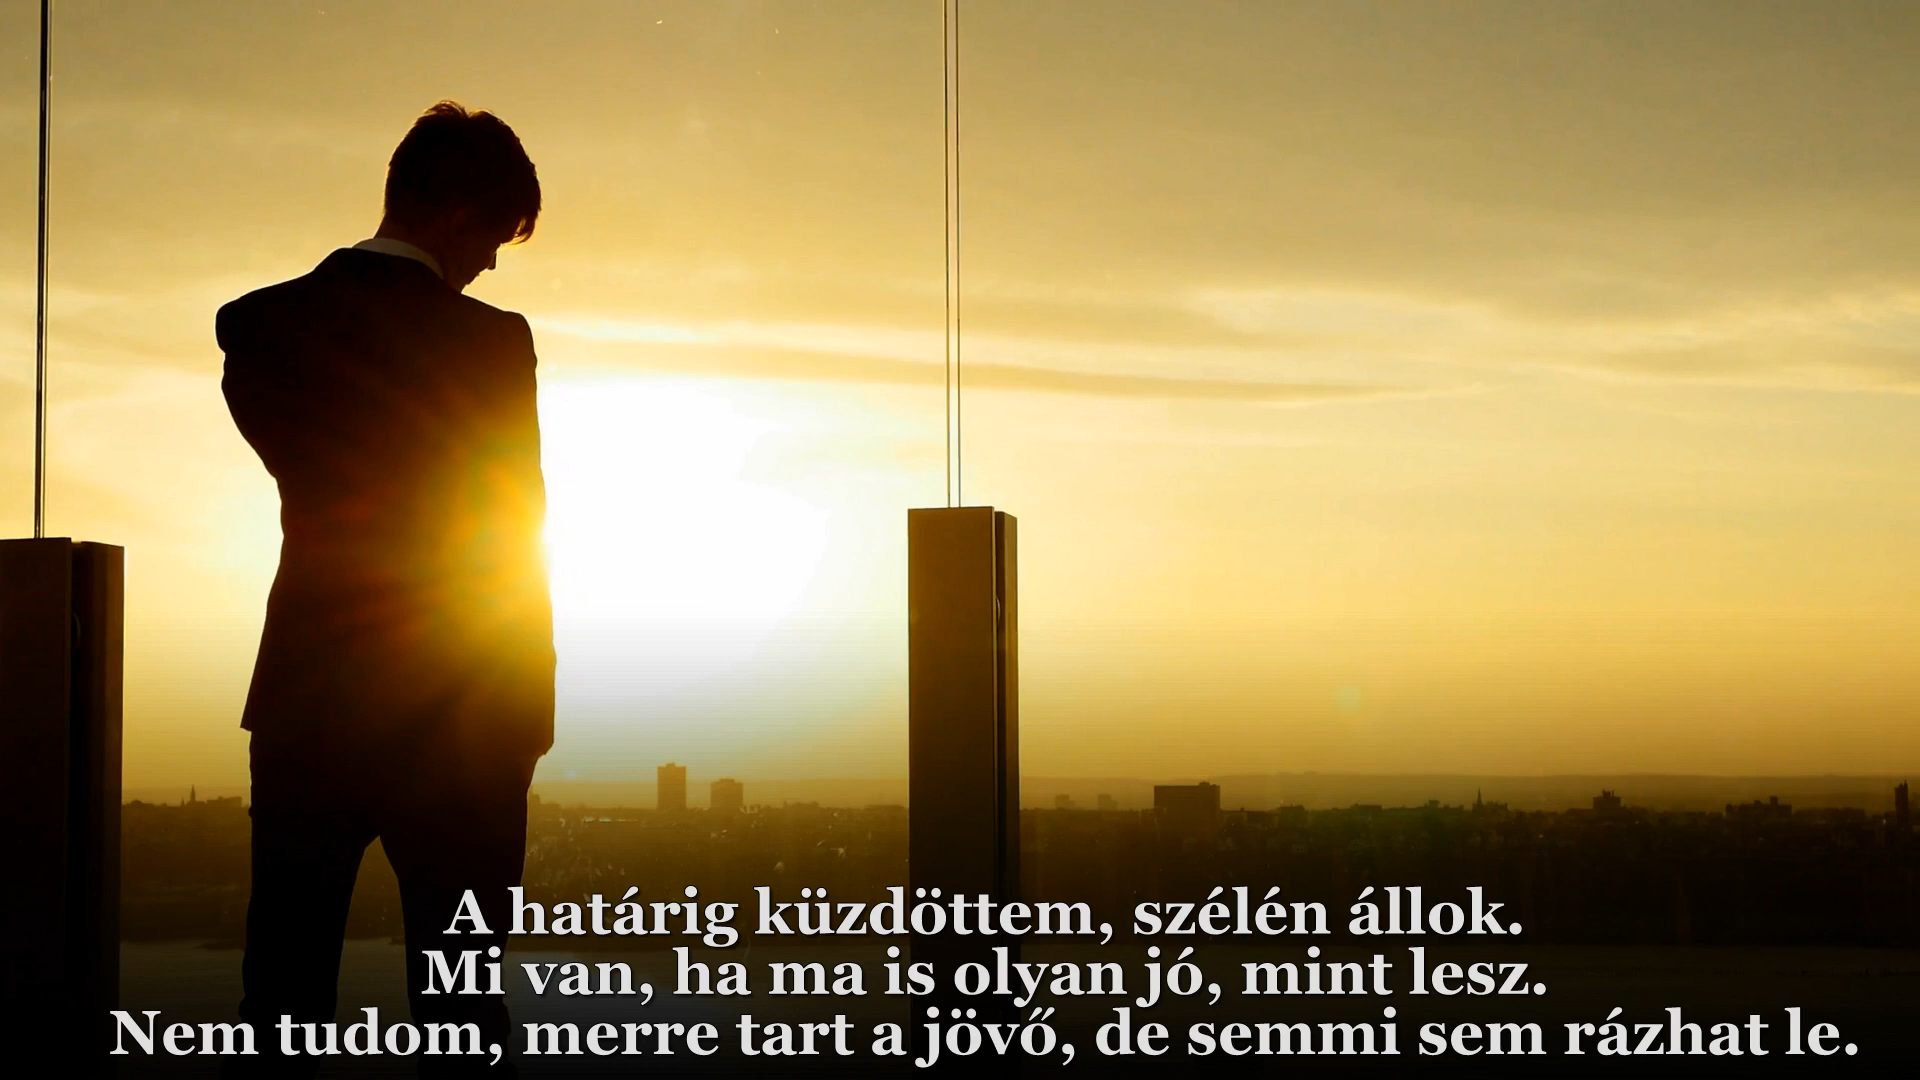 A határig küzdöttem, szélén állok.
Mi van, ha ma is olyan jó, mint lesz.
Nem tudom, merre tart a jövő, de semmi sem rázhat le.